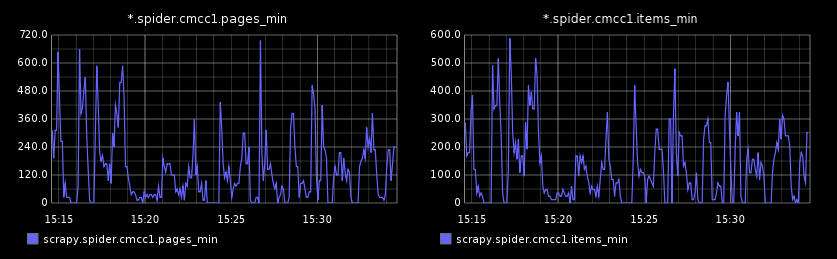 *.spider.cmcc1.pages_min
720.0
600.0
480.0
360.0
240.0
120.0
0
15:15 15:20 15:25 15:30
scrapy.spider.cmcc1.pages_min
*.spider.cmcc1.items_min
600.0
500.0
400.0
300.0
200.0
100.0
0
15:15 15:20 15:25 15:30
scrapy.spider.cmcc1.items_min